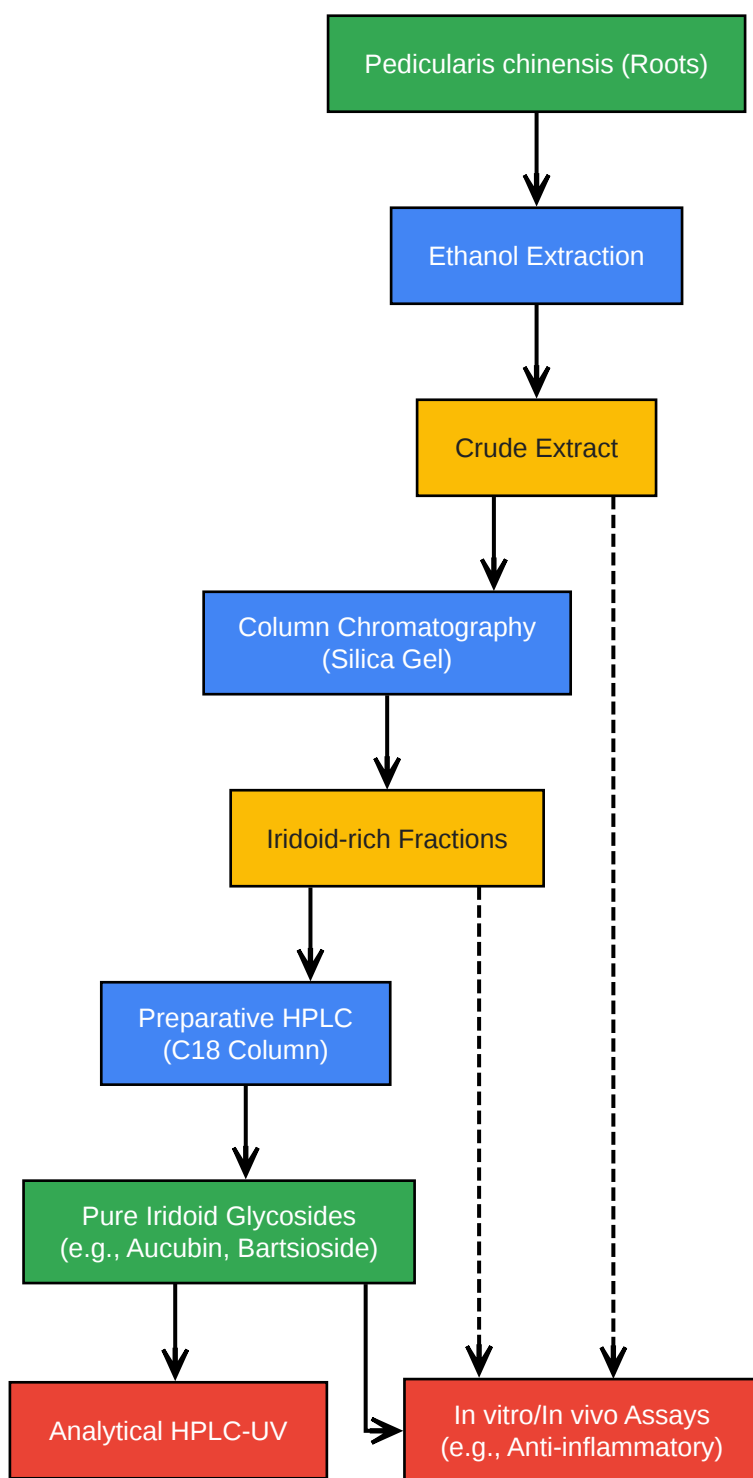 Pedicularis chinensis (Roots)
Ethanol Extraction
Crude Extract
Column Chromatography
(Silica Gel)
Iridoid-rich Fractions
Preparative HPLC
(C18 Column)
Pure Iridoid Glycosides
(e.g., Aucubin, Bartsioside)
Analytical HPLC-UV
In vitro/In vivo Assays
(e.g., Anti-inflammatory)